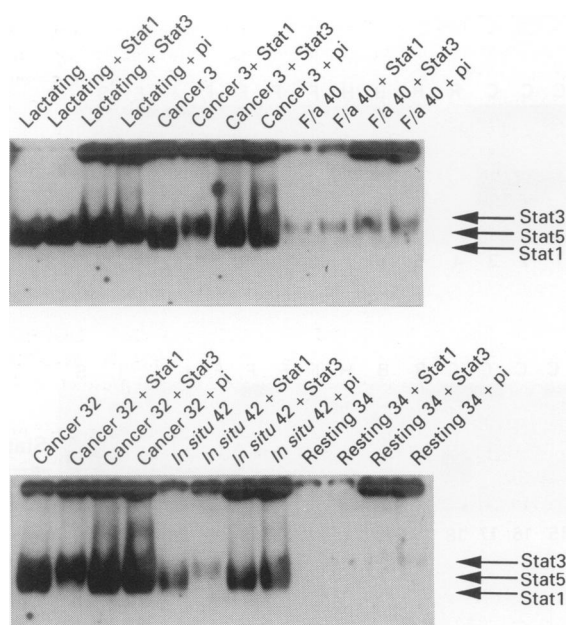 Lactating
Lactating + Stat1
Lactating + Stat3
Lactating + pi
Cancer 3
Cancer 3+ Stat1
Cancer 3 + Stat3
Cancer 3 + pi
F/a 40
F/a 40 + Stat1
F/a 40 + Stat3
F/a 40 + pi
Stat3
Stat5
Stat1
Cancer 32
Cancer 32 + Stat1
Cancer 32 + Stat3
Cancer 32 + pi
In situ 42
In situ 42 + Stat1
In situ 42 + Stat3
In situ 42 + pi
Resting 34
Resting 34 + Stat1
Resting 34 + Stat3
Resting 34 + pi
Stat3
Stat5
Stat1